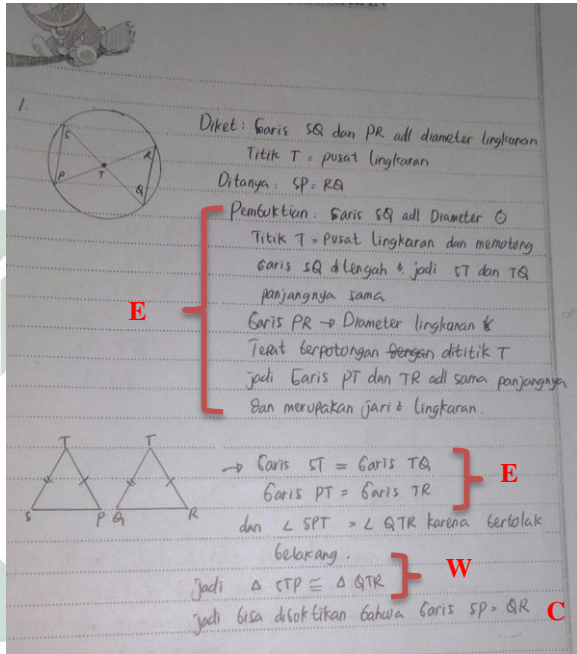 1.
S
R
P
T
Q
Diket : Garis SQ dan PR adl diameter lingkaran
Titik T = pusat lingkaran
Ditanya : SP = RQ
Pembuktian : Garis SQ adl Diameter O
Titik T = Pusat Lingkaran dan memotong
Garis SQ ditengah & jadi ST dan TQ
panjangnya sama
E
Garis PR → Diameter lingkaran &
Tepat berpotongan dengan dititik T
jadi Garis PT dan TR adl sama panjangnya
dan merupakan jari² Lingkaran.
T T
S P Q R
→ Garis ST = Garis TQ
E
Garis PT = Garis TR
dan ∠ SPT = ∠ QTR karena bertolak
belakang.
W
jadi Δ STP ≅ Δ QTR
jadi bisa dibuktikan bahwa Garis SP = QR C